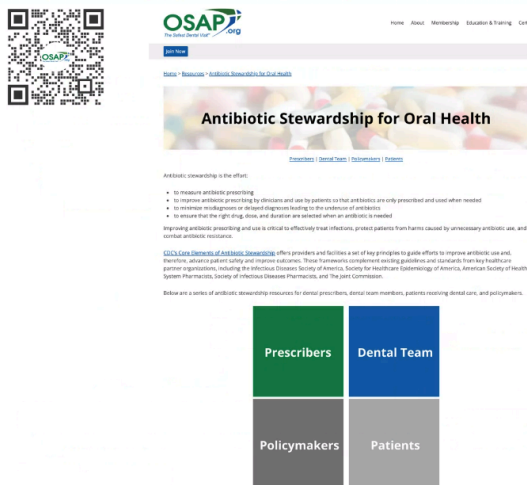 OSAP
OSAP
.org
The Safest Dental Visit™
Home About Membership Education & Training
Join Now
Home > Resources > Antibiotic Stewardship for Oral Health
Antibiotic Stewardship for Oral Health
Prescribers | Dental Team | Policymakers | Patients
Antibiotic stewardship is the effort:
• to measure antibiotic prescribing
• to improve antibiotic prescribing by clinicians and use by patients so that antibiotics are only prescribed and used when needed
• to minimize misdiagnoses or delayed diagnoses leading to the underuse of antibiotics
• to ensure that the right drug, dose, and duration are selected when an antibiotic is needed
Improving antibiotic prescribing and use is critical to effectively treat infections, protect patients from harms caused by unnecessary antibiotic use, and
combat antibiotic resistance.
CDC's Core Elements of Antibiotic Stewardship offers providers and facilities a set of key principles to guide efforts to improve antibiotic use and,
therefore, advance patient safety and improve outcomes. These frameworks complement existing guidelines and standards from key healthcare
partner organizations, including the Infectious Diseases Society of America, Society for Healthcare Epidemiology of America, American Society of Health
System Pharmacists, Society of Infectious Diseases Pharmacists, and The Joint Commission.
Below are a series of antibiotic stewardship resources for dental prescribers, dental team members, patients receiving dental care, and policymakers.
Prescribers
Dental Team
Policymakers
Patients